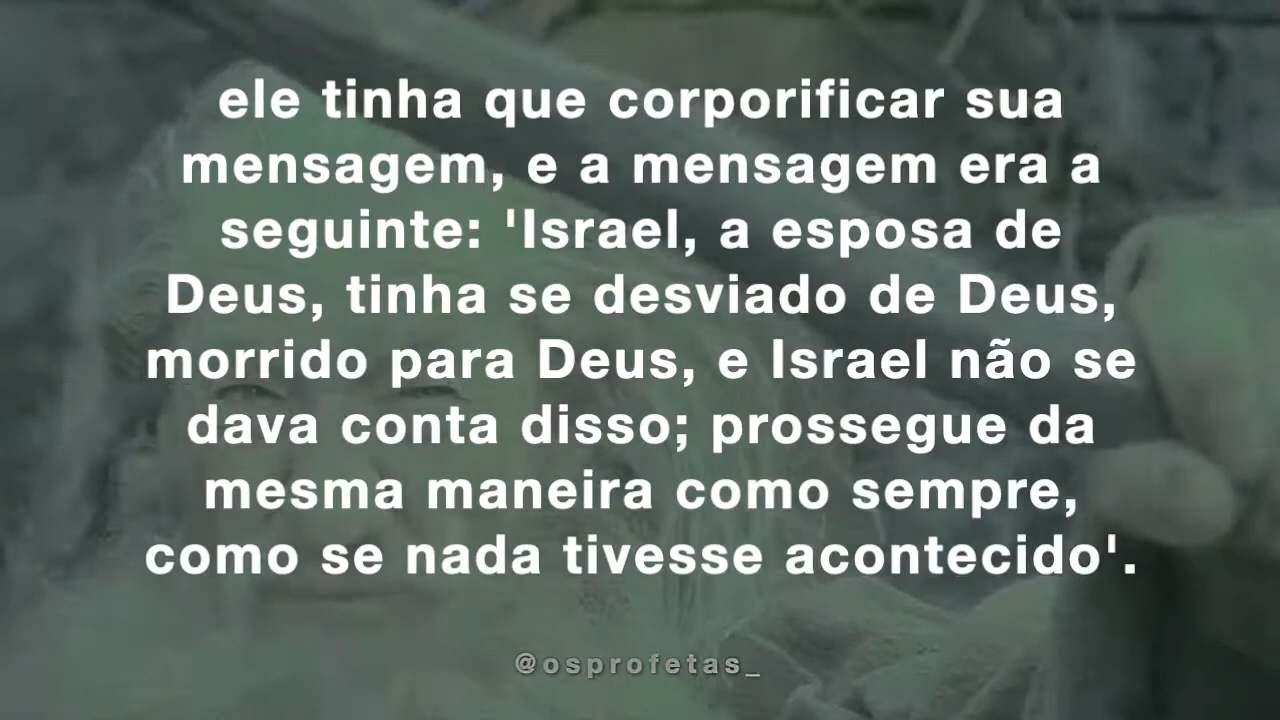 ele tinha que corporificar sua
mensagem, e a mensagem era a
seguinte: 'Israel, a esposa de
Deus, tinha se desviado de Deus,
morrido para Deus, e Israel não se
dava conta disso; prossegue da
mesma maneira como sempre,
como se nada tivesse acontecido'.
@osprofetas_